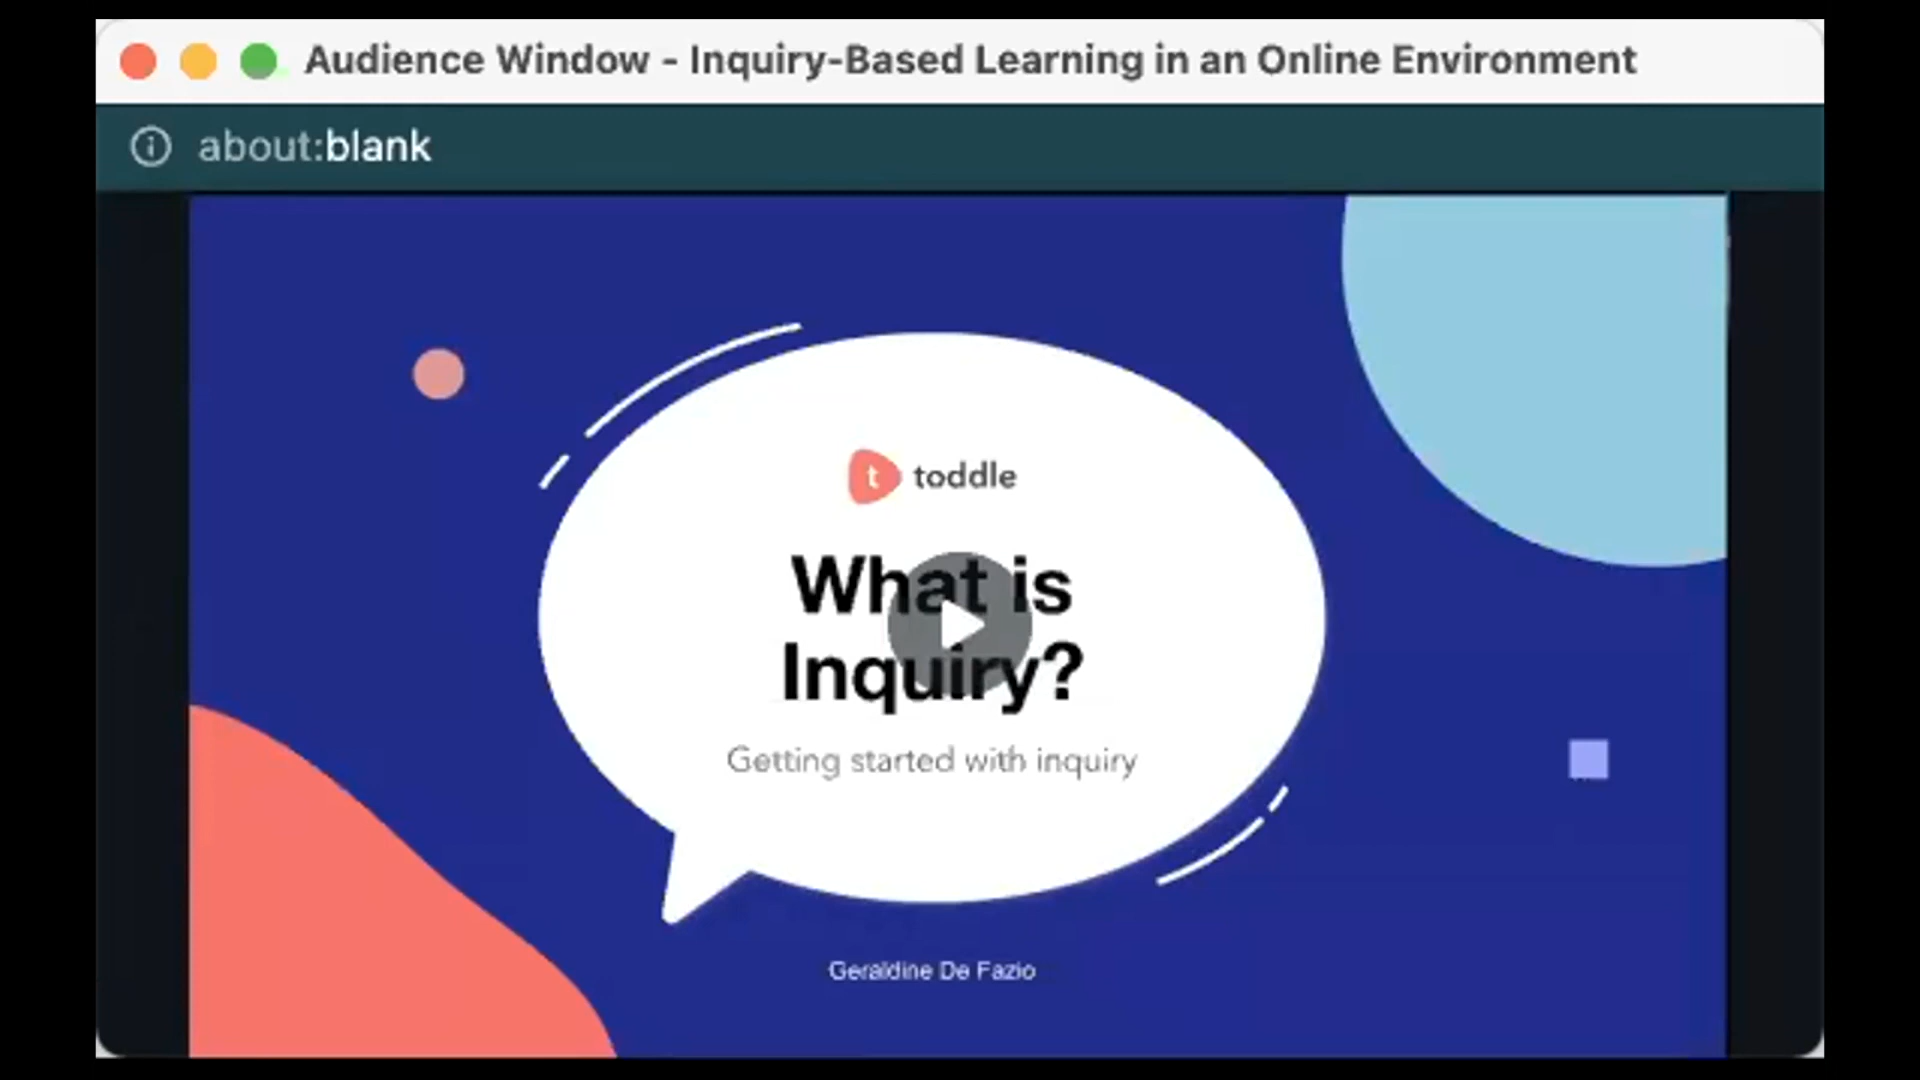 Audience Window - Inquiry-Based Learning in an Online Environment
about:blank
t toddle
What is
Inquiry?
Getting started with inquiry
Geraldine De Fazio